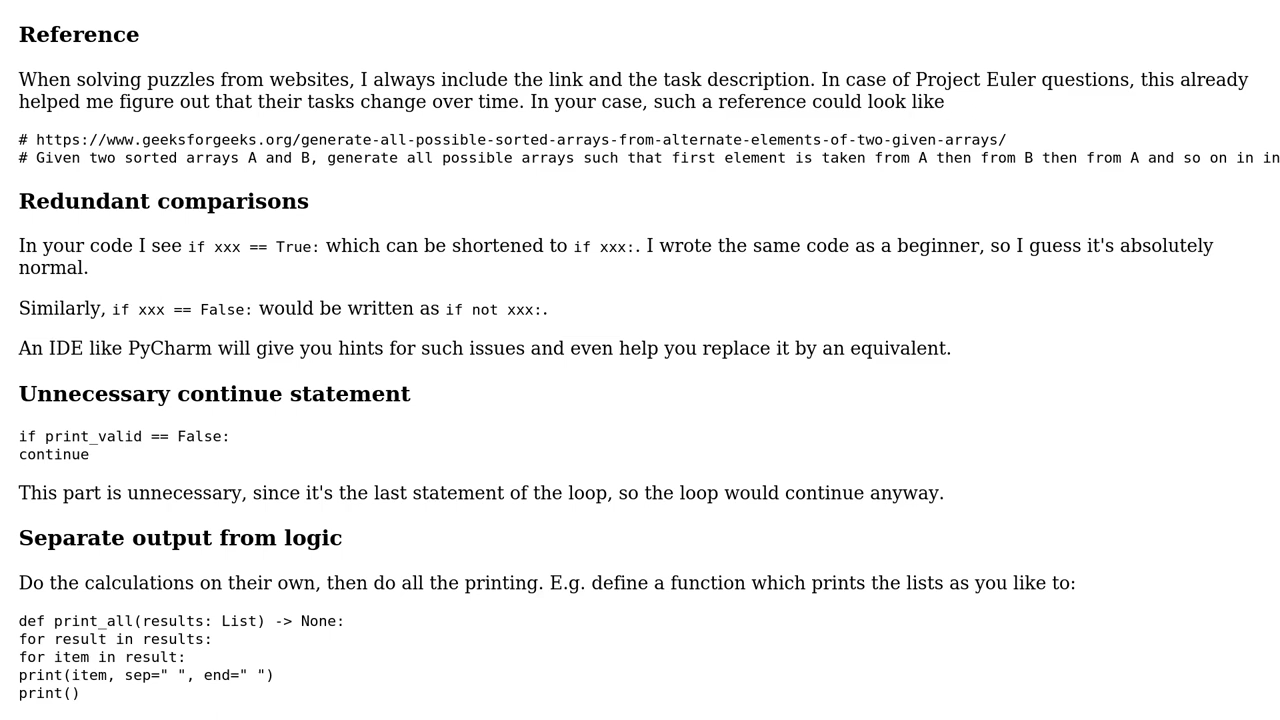 Reference
When solving puzzles from websites, I always include the link and the task description. In case of Project Euler questions, this already
helped me figure out that their tasks change over time. In your case, such a reference could look like
# https://www.geeksforgeeks.org/generate-all-possible-sorted-arrays-from-alternate-elements-of-two-given-arrays/
# Given two sorted arrays A and B, generate all possible arrays such that first element is taken from A then from B then from A and so on in in
Redundant comparisons
In your code I see if xxx == True: which can be shortened to if xxx:. I wrote the same code as a beginner, so I guess it's absolutely
normal.
Similarly, if xxx == False: would be written as if not xxx:.
An IDE like PyCharm will give you hints for such issues and even help you replace it by an equivalent.
Unnecessary continue statement
if print_valid == False:
continue
This part is unnecessary, since it's the last statement of the loop, so the loop would continue anyway.
Separate output from logic
Do the calculations on their own, then do all the printing. E.g. define a function which prints the lists as you like to:
def print_all(results: List) -> None:
for result in results:
for item in result:
print(item, sep=" ", end=" ")
print()